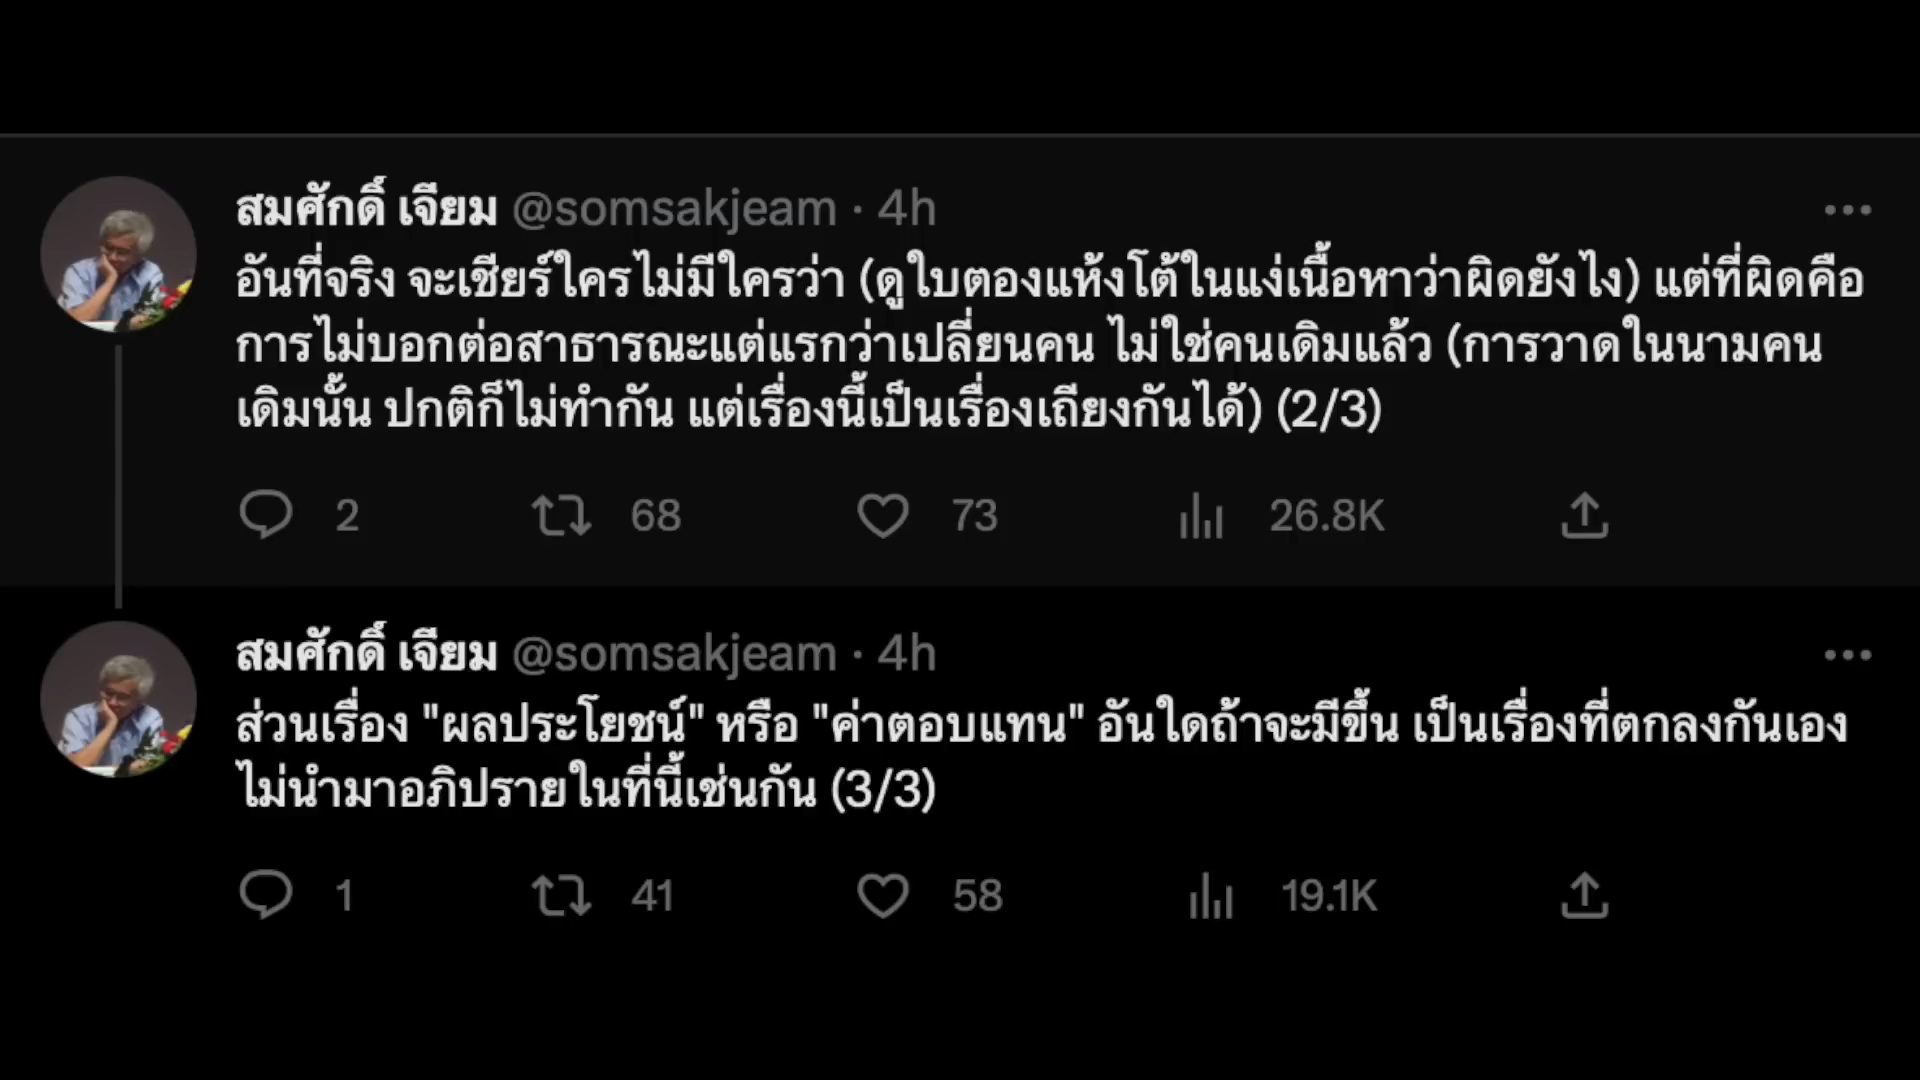 สมศักดิ์ เจียม @somsakjeam · 4h
อันที่จริง จะเชียร์ใครไม่มีใครว่า (ดูใบตองแห้งโต้ในแง่เนื้อหาว่าผิดยังไง) แต่ที่ผิดคือ
การไม่บอกต่อสาธารณะแต่แรกว่าเปลี่ยนคน ไม่ใช่คนเดิมแล้ว (การวาดในนามคน
เดิมนั้น ปกติก็ไม่ทำกัน แต่เรื่องนี้เป็นเรื่องเถียงกันได้) (2/3)
2 68 73 26.8K
สมศักดิ์ เจียม @somsakjeam · 4h
ส่วนเรื่อง "ผลประโยชน์" หรือ "ค่าตอบแทน" อันใดถ้าจะมีขึ้น เป็นเรื่องที่ตกลงกันเอง
ไม่นำมาอภิปรายในที่นี้เช่นกัน (3/3)
1 41 58 19.1K